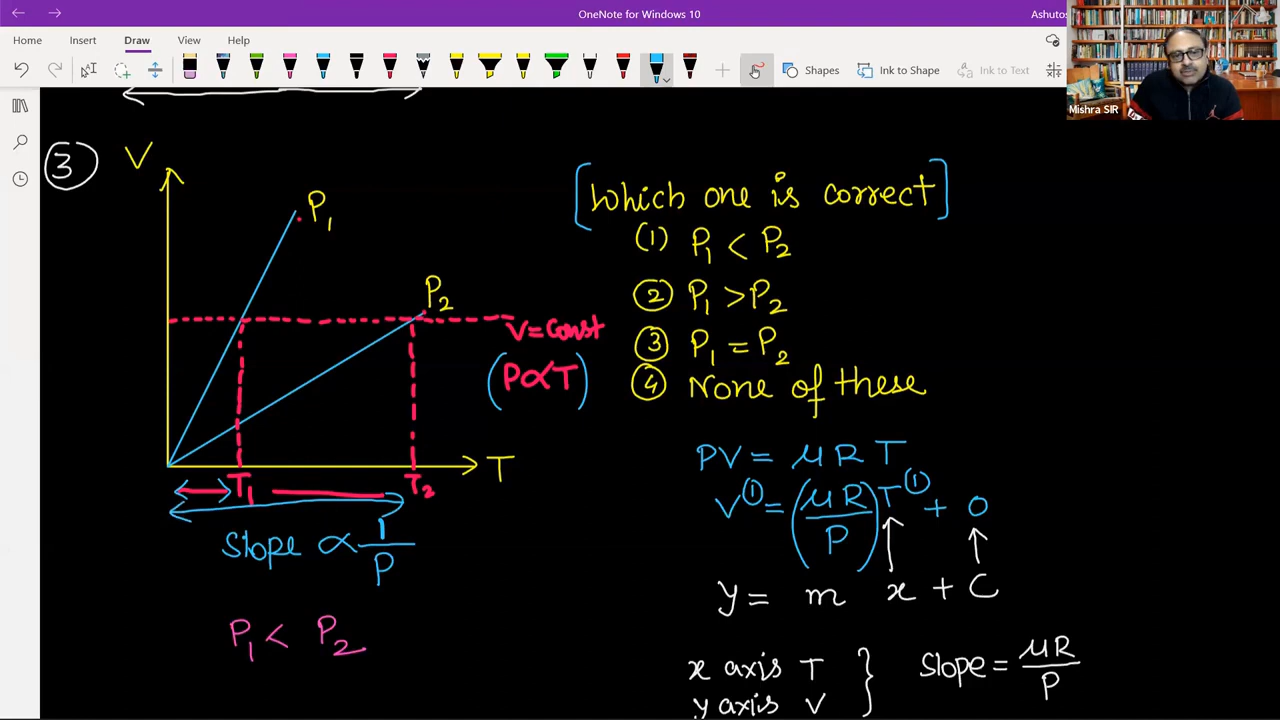 OneNote for Windows 10
Ashutos
Home Insert Draw View Help
Shapes
Ink to Shape
Ink to Text
Mishra SIR
3
V
P₁
P₂
V=Const
(P∝T)
T
T₁
T₂
Slope ∝ 1/P
P₁ < P₂
[Which one is correct]
(1) P₁ < P₂
② P₁ > P₂
③ P₁ = P₂
④ None of these
PV = μRT
V⁽¹⁾ = (μR/P) T⁽¹⁾ + 0
y = m x + C
x axis T
y axis V
} Slope = μR/P